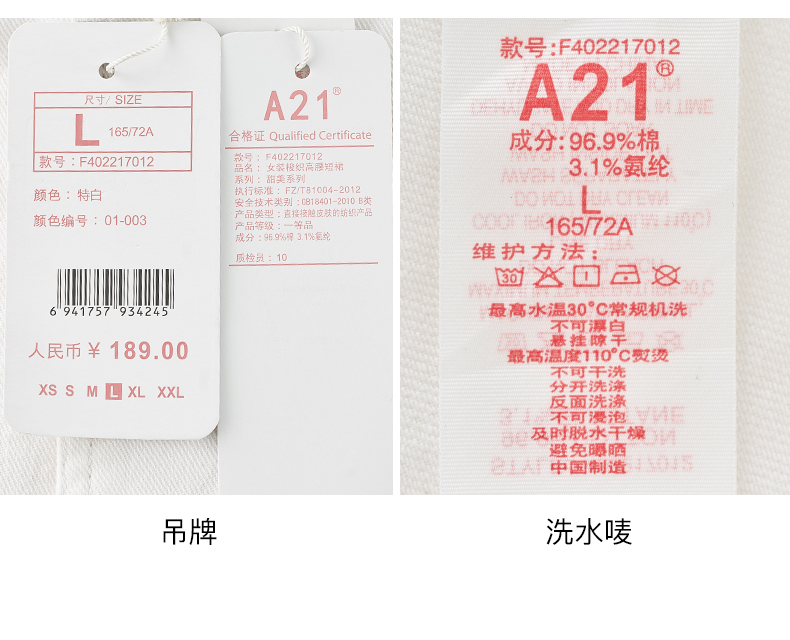 尺寸/ SIZE
L 165/72A
款号：F402217012
颜色：特白
颜色编号：01-003
6 941757 934245
人民币 ¥ 189.00
XS S M L XL XXL
A21®
合格证 Qualified Certificate
款号：F402217012
品名：女装梭织高腰短裙
系列：甜美系列
执行标准：FZ/T81004-2012
安全技术类别：GB18401-2010 B类
产品类型：直接接触皮肤的纺织产品
产品等级：一等品
成分：96.9%棉 3.1%氨纶
质检员：10
吊牌
款号:F402217012
A21®
成分:96.9%棉
3.1%氨纶
L
165/72A
维护方法：
30
最高水温30°C常规机洗
不可漂白
悬挂晾干
最高温度110°C熨烫
不可干洗
分开洗涤
反面洗涤
不可浸泡
及时脱水干燥
避免曝晒
中国制造
洗水唛